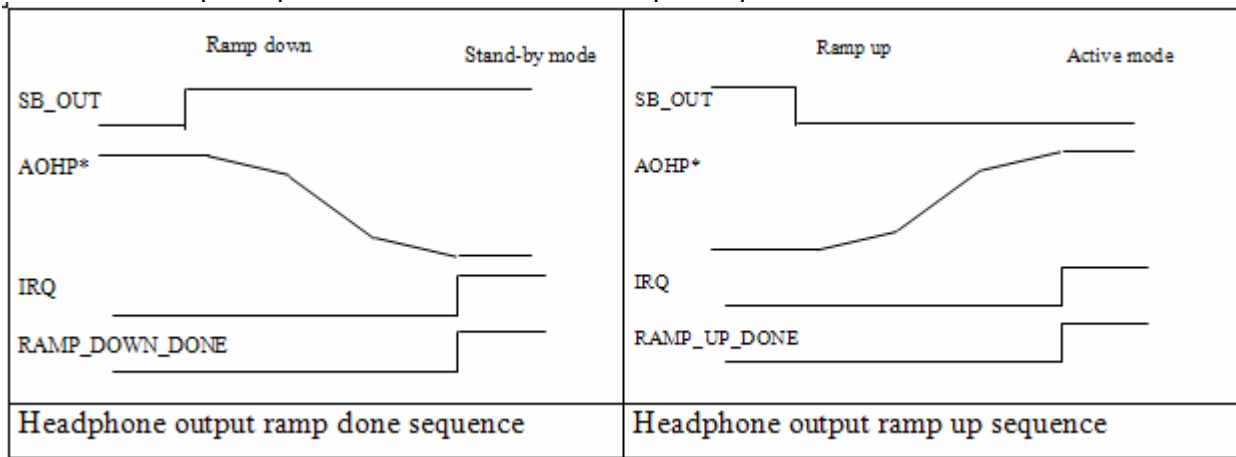 Ramp down
Stand-by mode
SB_OUT
AOHP*
IRQ
RAMP_DOWN_DONE
Headphone output ramp done sequence
Ramp up
Active mode
SB_OUT
AOHP*
IRQ
RAMP_UP_DONE
Headphone output ramp up sequence